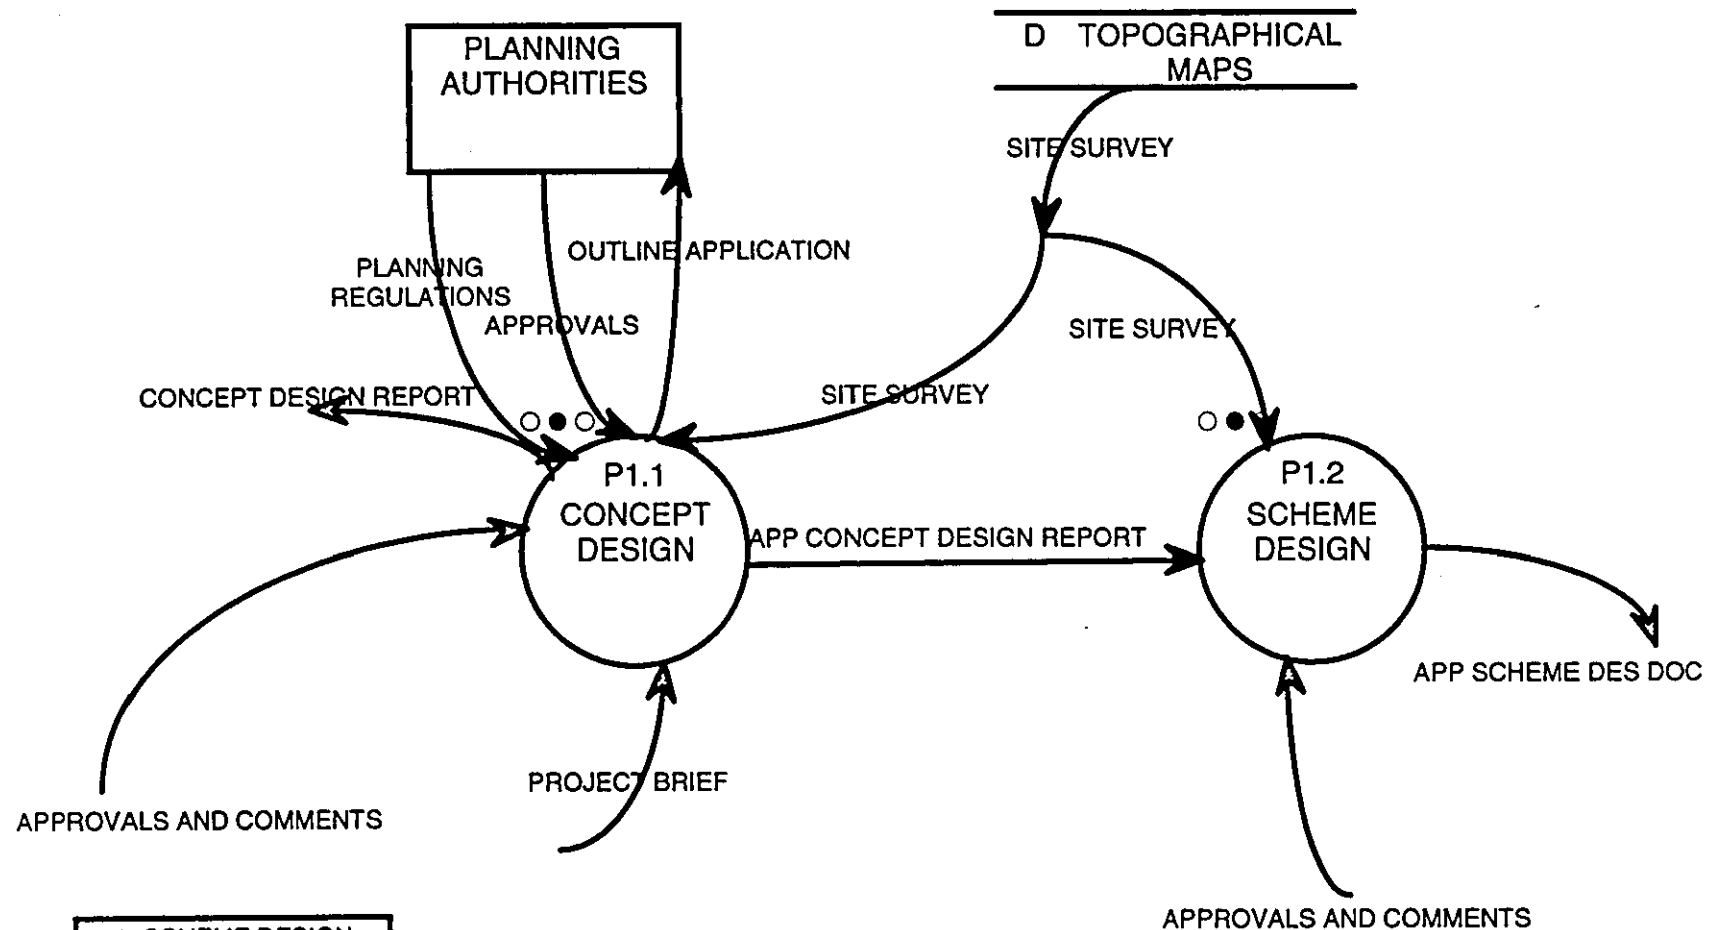 PLANNING
AUTHORITIES
D TOPOGRAPHICAL
MAPS
SITE SURVEY
OUTLINE APPLICATION
PLANNING
REGULATIONS
APPROVALS
SITE SURVEY
CONCEPT DESIGN REPORT
SITE SURVEY
P1.1
CONCEPT
DESIGN
P1.2
SCHEME
DESIGN
APP CONCEPT DESIGN REPORT
APP SCHEME DES DOC
PROJECT BRIEF
APPROVALS AND COMMENTS
APPROVALS AND COMMENTS
SCHEME DESIGN